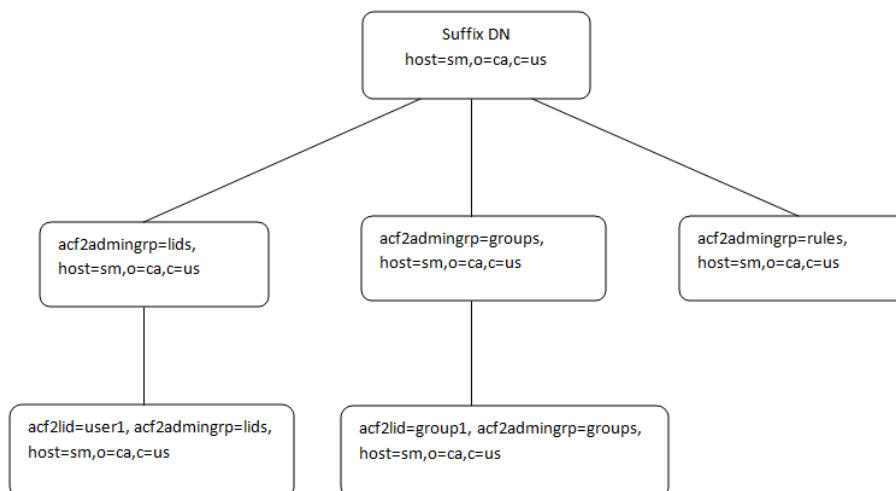 Suffix DN
host=sm,o=ca,c=us
acf2admingrp=lids,
host=sm,o=ca,c=us
acf2admingrp=groups,
host=sm,o=ca,c=us
acf2admingrp=rules,
host=sm,o=ca,c=us
acf2lid=user1, acf2admingrp=lids,
host=sm,o=ca,c=us
acf2lid=group1, acf2admingrp=groups,
host=sm,o=ca,c=us